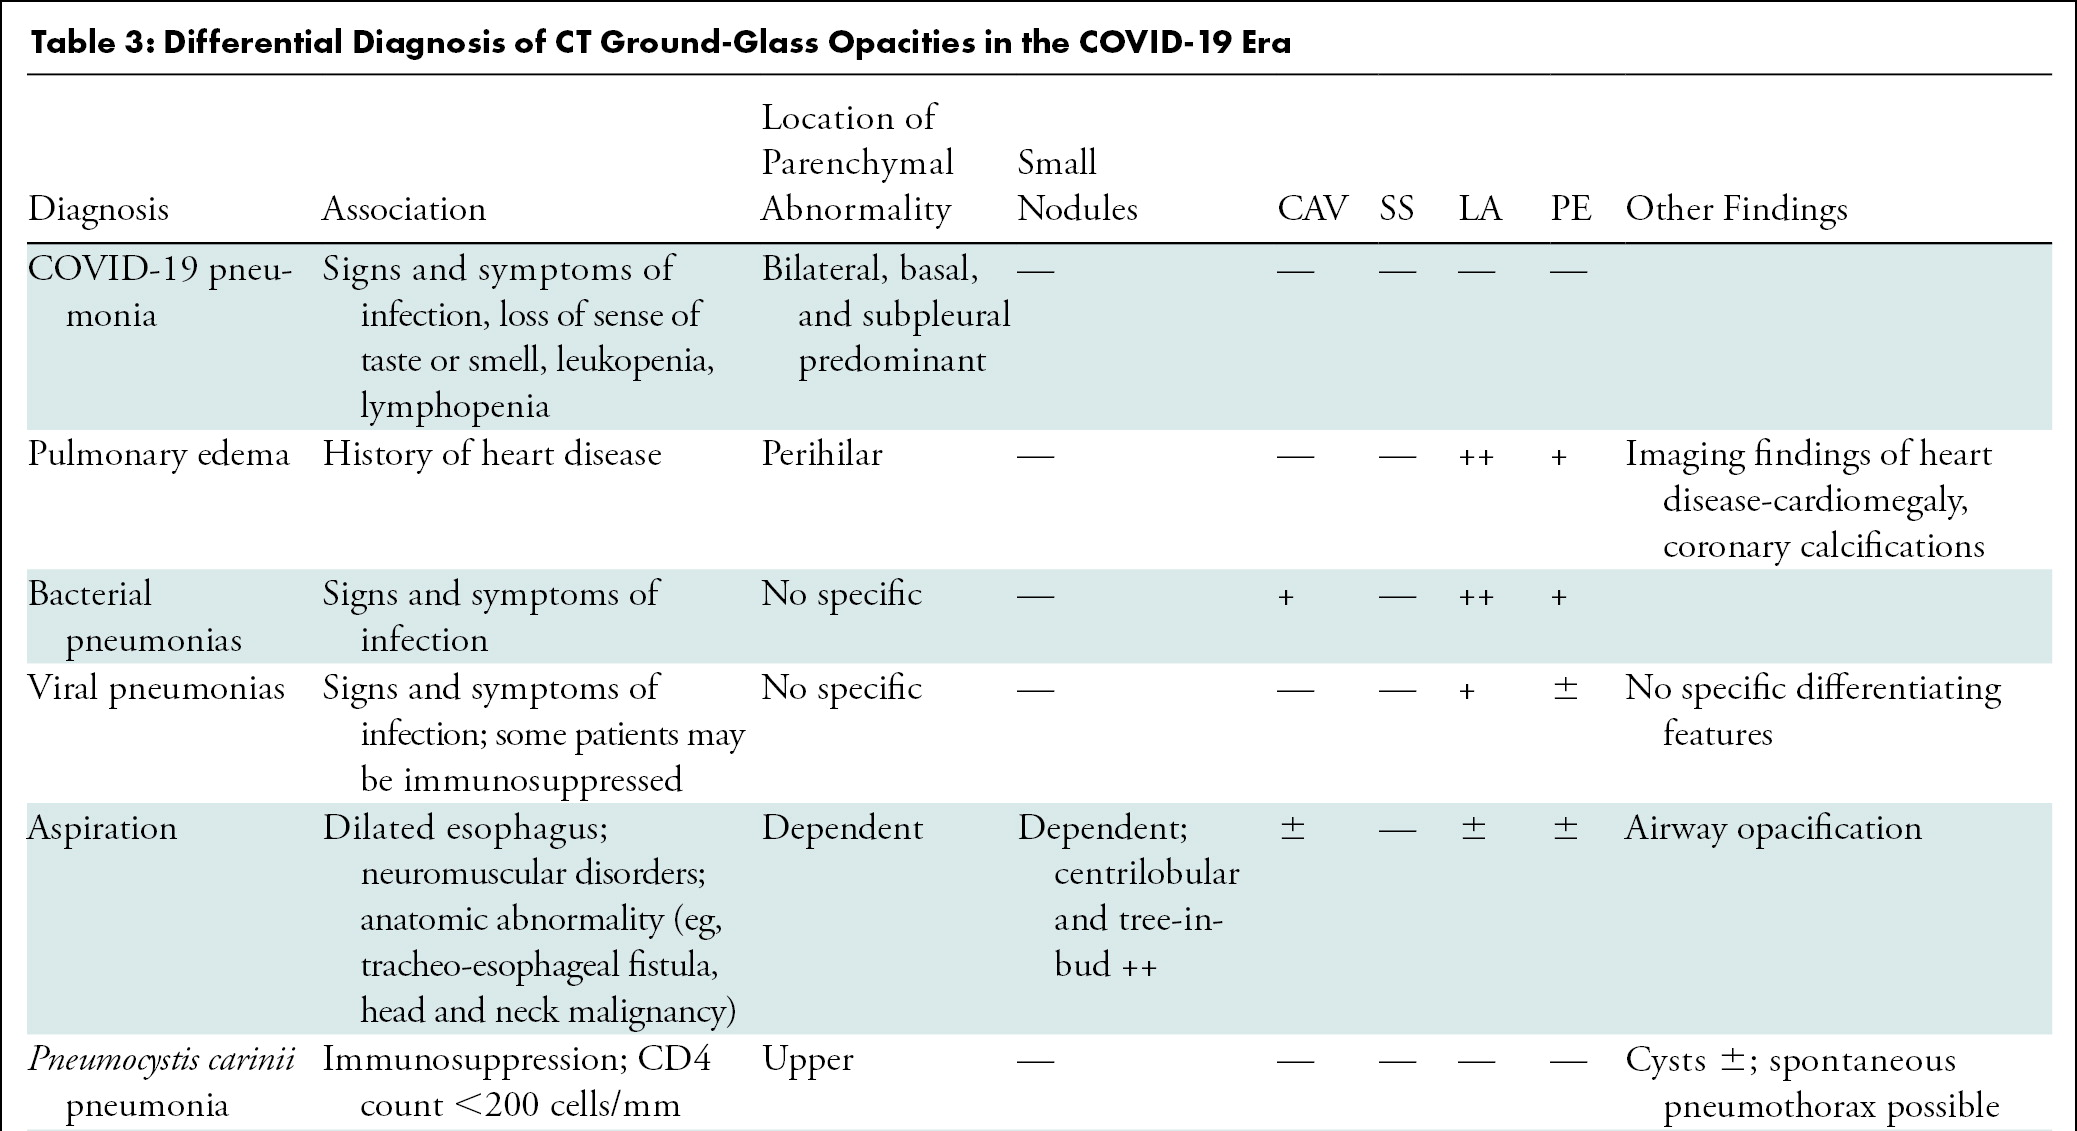 Table 3: Differential Diagnosis of CT Ground-Glass Opacities in the COVID-19 Era
Diagnosis Association Location of Parenchymal Abnormality Small Nodules CAV SS LA PE Other Findings
COVID-19 pneu-
monia
Signs and symptoms of
infection, loss of sense of
taste or smell, leukopenia,
lymphopenia
Bilateral, basal,
and subpleural
predominant
— — — — —
Pulmonary edema
History of heart disease
Perihilar
— — — ++ +
Imaging findings of heart
disease-cardiomegaly,
coronary calcifications
Bacterial
pneumonias
Signs and symptoms of
infection
No specific
— + — ++ +
Viral pneumonias
Signs and symptoms of
infection; some patients may
be immunosuppressed
No specific
— — — + ±
No specific differentiating
features
Aspiration
Dilated esophagus;
neuromuscular disorders;
anatomic abnormality (eg,
tracheo-esophageal fistula,
head and neck malignancy)
Dependent
Dependent;
centrilobular
and tree-in-
bud ++
± — ± ±
Airway opacification
Pneumocystis carinii
pneumonia
Immunosuppression; CD4
count <200 cells/mm
Upper
— — — — —
Cysts ±; spontaneous
pneumothorax possible